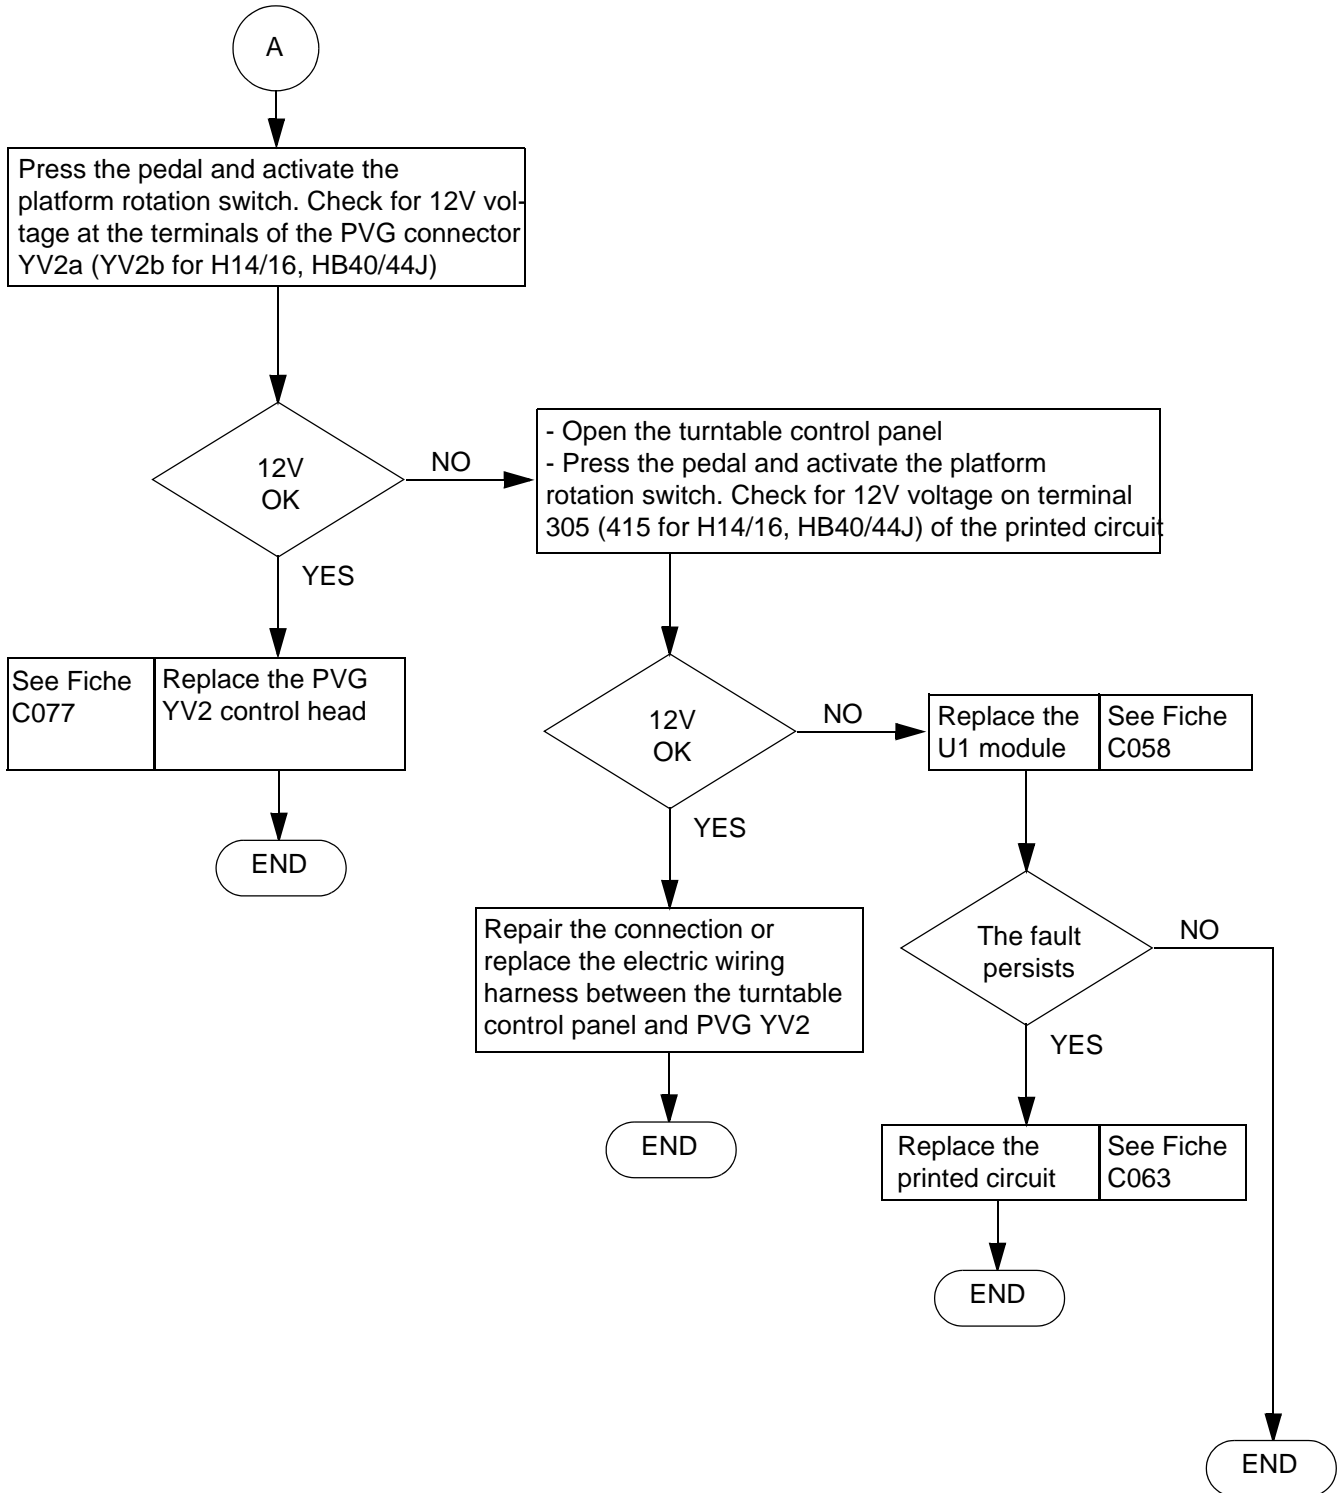 A
Press the pedal and activate the
platform rotation switch. Check for 12V vol-
tage at the terminals of the PVG connector
YV2a (YV2b for H14/16, HB40/44J)
12V
OK
NO
- Open the turntable control panel
- Press the pedal and activate the platform
rotation switch. Check for 12V voltage on terminal
305 (415 for H14/16, HB40/44J) of the printed circuit
YES
See Fiche
C077
Replace the PVG
YV2 control head
END
12V
OK
NO
Replace the
U1 module
See Fiche
C058
YES
Repair the connection or
replace the electric wiring
harness between the turntable
control panel and PVG YV2
END
The fault
persists
NO
YES
Replace the
printed circuit
See Fiche
C063
END
END